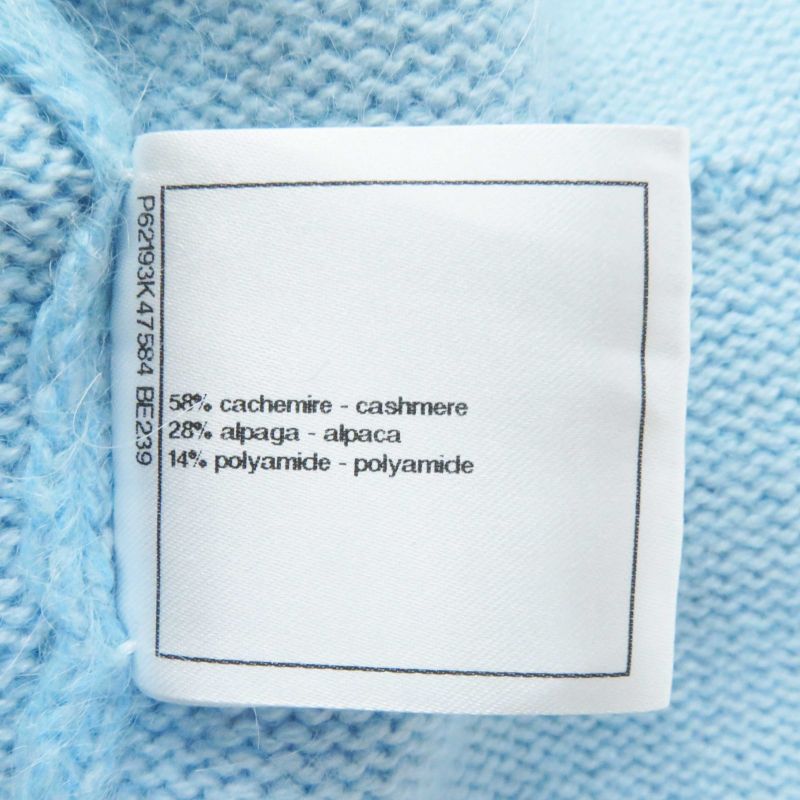 P62193K47584 BE239
58% cachemire - cashmere
28% alpaga - alpaca
14% polyamide - polyamide